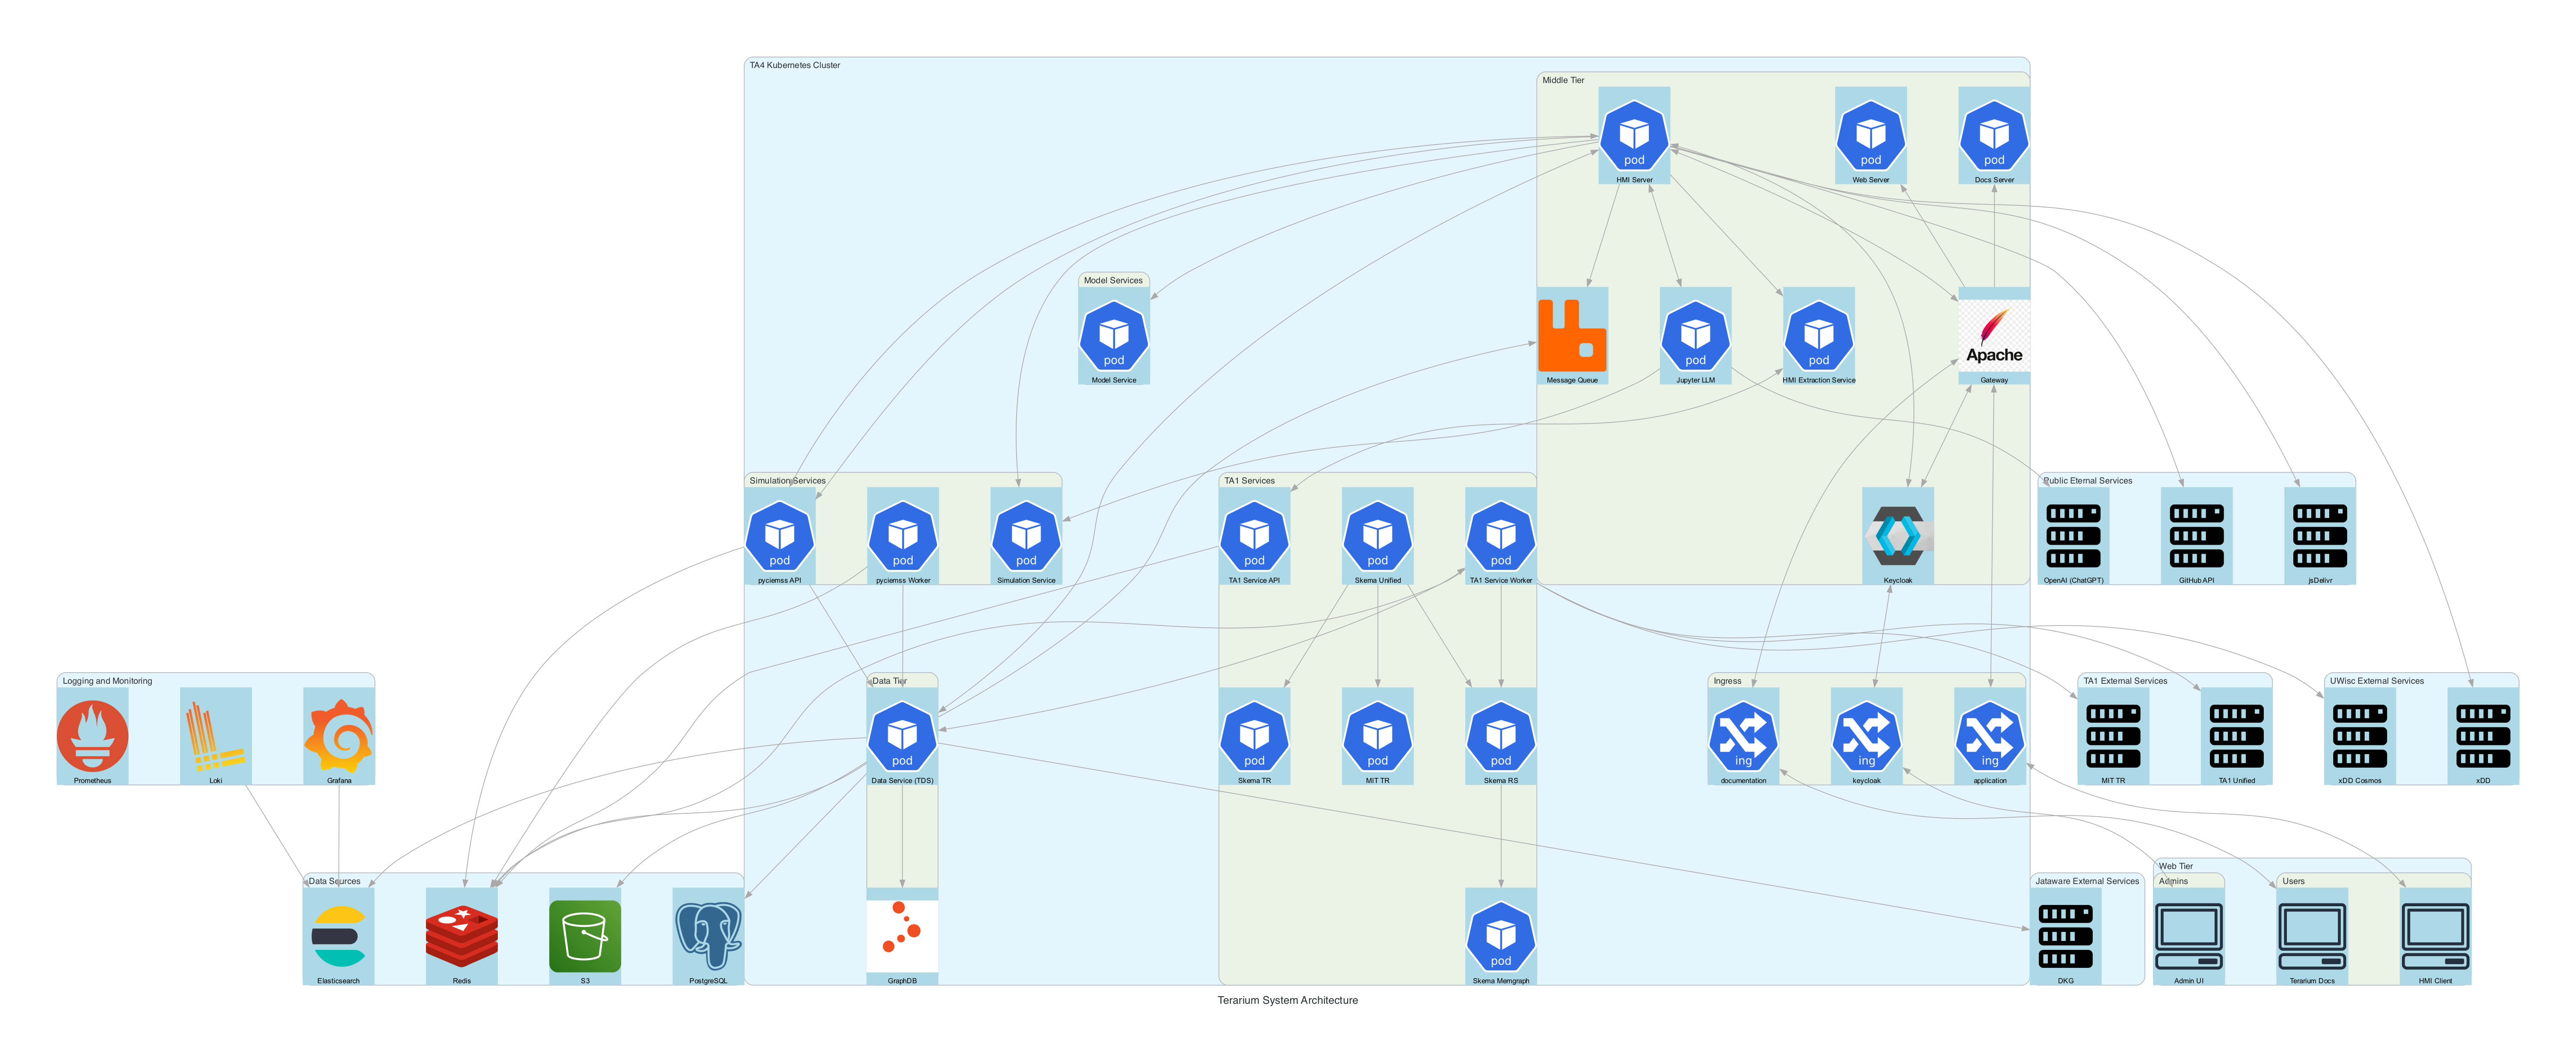 TA4 Kubernetes Cluster
Middle Tier
pod
HMI Server
pod
Web Server
pod
Docs Server
Model Services
pod
Model Service
Message Queue
pod
Jupyter LLM
pod
HMI Extraction Service
Apache
Gateway
Simulation Services
pod
pyciemss API
pod
pyciemss Worker
pod
Simulation Service
TA1 Services
pod
TA1 Service API
pod
Skema Unified
pod
TA1 Service Worker
Keycloak
Public Eternal Services
OpenAI (ChatGPT)
GitHub API
jsDelivr
Logging and Monitoring
Prometheus
Loki
Grafana
Data Tier
pod
Data Service (TDS)
pod
Skema TR
pod
MIT TR
pod
Skema RS
Ingress
ing
documentation
ing
keycloak
ing
application
TA1 External Services
MIT TR
TA1 Unified
UWisc External Services
xDD Cosmos
xDD
Data Sources
Elasticsearch
Redis
S3
PostgreSQL
GraphDB
pod
Skema Memgraph
Jataware External Services
DKG
Web Tier
Admins
Admin UI
Users
Terarium Docs
HMI Client
Terarium System Architecture